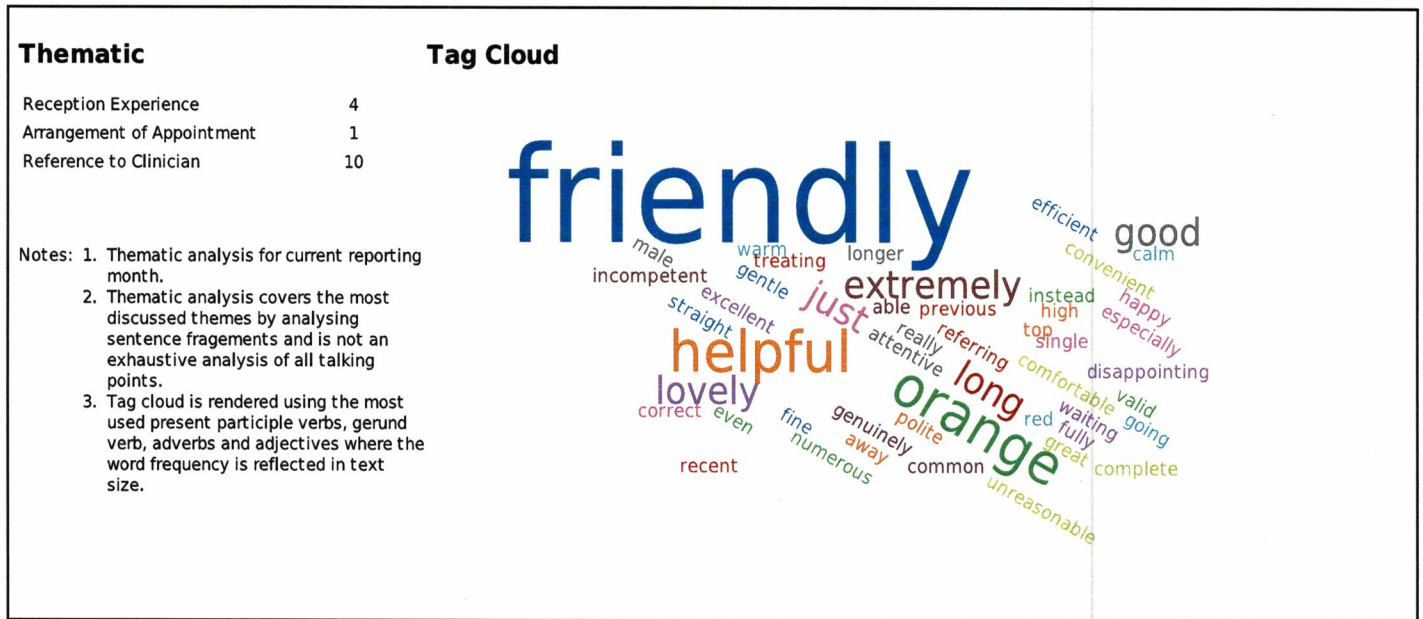 Thematic
Reception Experience 4
Arrangement of Appointment 1
Reference to Clinician 10
Notes: 1. Thematic analysis for current reporting
month.
2. Thematic analysis covers the most
discussed themes by analysing
sentence fragements and is not an
exhaustive analysis of all talking
points.
3. Tag cloud is rendered using the most
used present participle verbs, gerund
verb, adverbs and adjectives where the
word frequency is reflected in text
size.
Tag Cloud
friendly
efficient
good
male
warm
longer
convenient
calm
treating
incompetent
gentle
extremely
instead
happy
excellent
just
able
previous
high
especially
straight
really
referring
top
single
helpful
attentive
comfortable
disappointing
lovely
long
orange
valid
correct
even
fine
genuinely
polite
red
waiting
going
fully
numerous
away
great
recent
common
complete
unreasonable